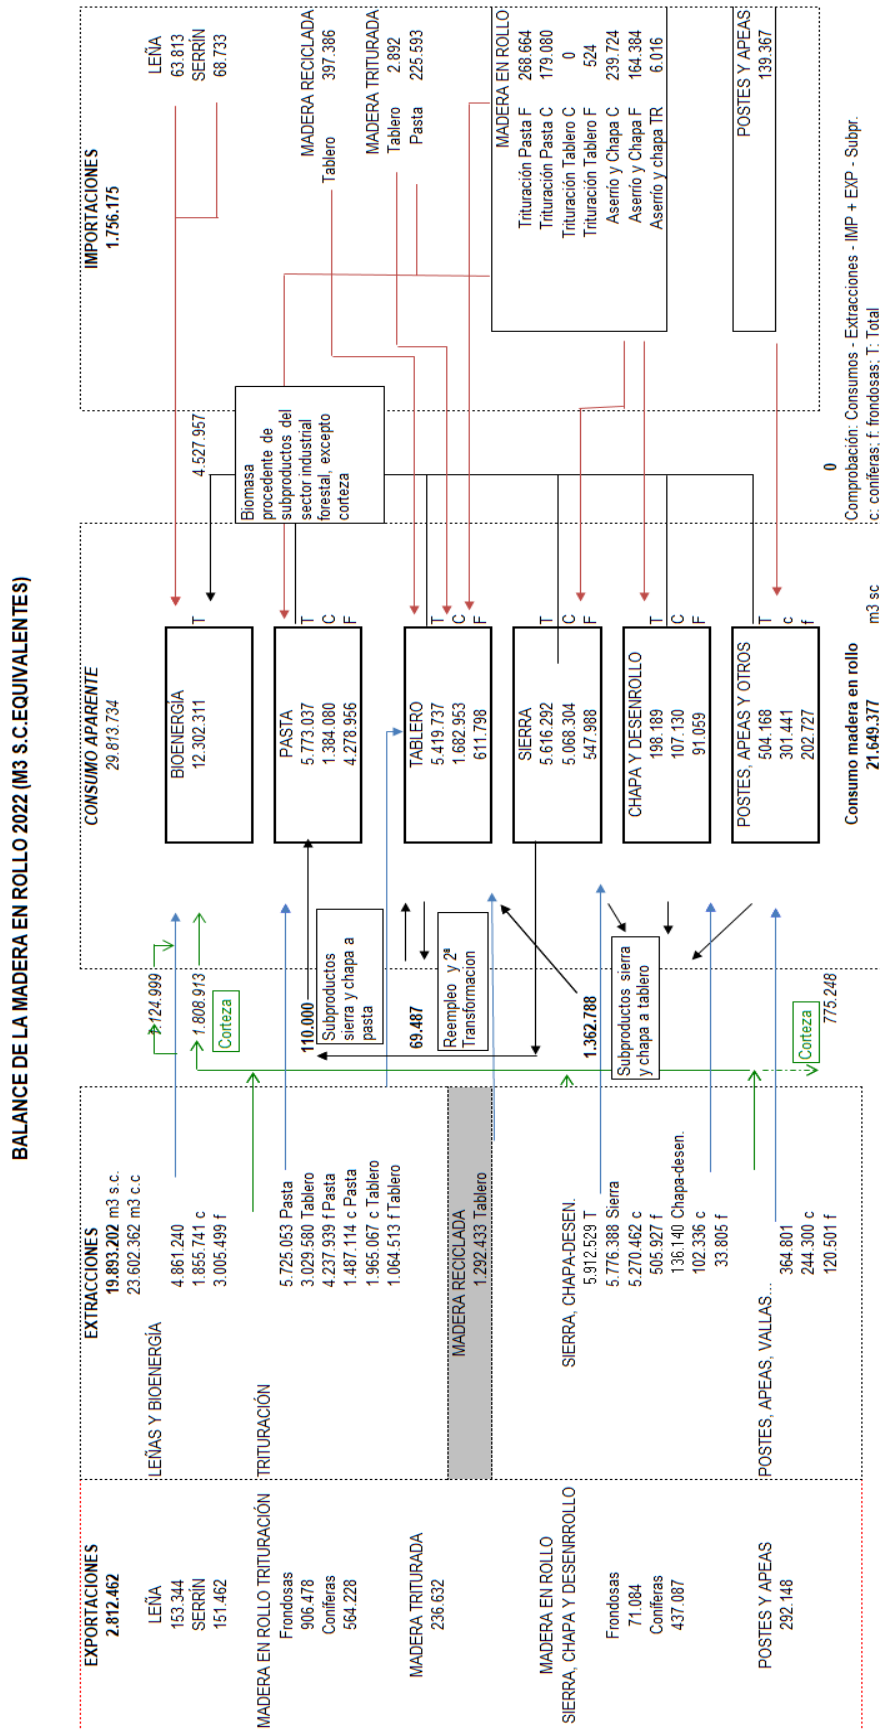 BALANCE DE LA MADERA EN ROLLO 2022 (M3 S.C.EQUIVALENTES)
EXPORTACIONES
2.812.462
LEÑA
153.344
SERRÍN
151.462
MADERA EN ROLLO TRITURACIÓN
Frondosas
906.478
Coníferas
564.228
MADERA TRITURADA
236.632
MADERA EN ROLLO
SIERRA, CHAPA Y DESENRROLLO
Frondosas
71.084
Coníferas
437.087
POSTES Y APEAS
292.148
EXTRACCIONES
19.893.202 m3 s.c.
23.602.362 m3 c.c
LEÑAS Y BIOENERGÍA
4.861.240
1.855.741 c
3.005.499 f
TRITURACIÓN
5.725.053 Pasta
3.029.580 Tablero
4.237.939 f Pasta
1.487.114 c Pasta
1.965.067 c Tablero
1.064.513 f Tablero
MADERA RECICLADA
1.292.433 Tablero
SIERRA, CHAPA-DESEN.
5.912.529 T
5.776.388 Sierra
5.270.462 c
505.927 f
136.140 Chapa-desen.
102.336 c
33.805 f
POSTES, APEAS, VALLAS...
364.801
244.300 c
120.501 f
1.124.999
1.808.913
Corteza
110.000
Subproductos
sierra y chapa a
pasta
69.487
Reempleo y 2ª
Transformacion
1.362.788
Subproductos sierra
y chapa a tablero
Corteza
775.248
CONSUMO APARENTE
29.813.734
BIOENERGÍA
12.302.311 T
PASTA
5.773.037 T
1.384.080 C
4.278.956 F
TABLERO
5.419.737 T
1.682.953 C
611.798 F
SIERRA
5.616.292 T
5.068.304 C
547.988 F
CHAPA Y DESENROLLO
198.189 T
107.130 C
91.059 F
POSTES, APEAS Y OTROS
504.168 T
301.441 c
202.727 f
Consumo madera en rollo
21.649.377 m3 sc
4.527.957
Biomasa
procedente de
subproductos del
sector industrial
forestal, excepto
corteza
IMPORTACIONES
1.756.175
LEÑA
63.813
SERRÍN
68.733
MADERA RECICLADA
Tablero 397.386
MADERA TRITURADA
Tablero 2.892
Pasta 225.593
MADERA EN ROLLO
Trituración Pasta F 268.664
Trituración Pasta C 179.080
Trituración Tablero C 0
Trituración Tablero F 524
Aserrío y Chapa C 239.724
Aserrío y Chapa F 164.384
Aserrío y chapa TR 6.016
POSTES Y APEAS
139.367
0
Comprobación: Consumos - Extracciones - IMP + EXP - Subpr.
c: coníferas; f. frondosas; T: Total